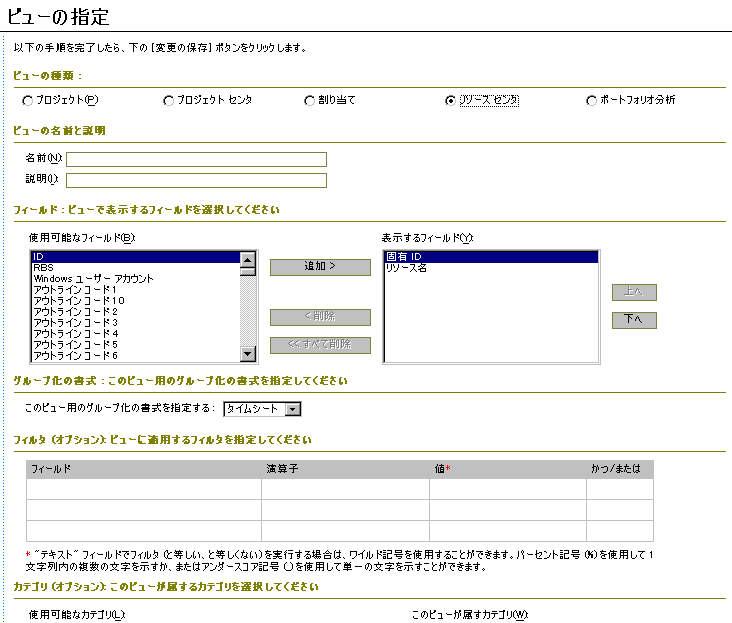 ビューの指定
以下の手順を完了したら、下の [変更の保存] ボタンをクリックします。
ビューの種類 :
プロジェクト(P) プロジェクト センタ 割り当て リソース センタ ポートフォリオ分析
ビューの名前と説明
名前(N):
説明(I):
フィールド : ビューで表示するフィールドを選択してください
使用可能なフィールド(B): 表示するフィールド(Y):
ID 固有 ID
RBS 追加 > リソース名
Windows ユーザー アカウント
アウトライン コード 1
アウトライン コード 10 上へ
アウトライン コード 2
アウトライン コード 3 < 削除 下へ
アウトライン コード 4
アウトライン コード 5 << すべて削除
アウトライン コード 6
グループ化の書式 : このビュー用のグループ化の書式を指定してください
このビュー用のグループ化の書式を指定する : タイムシート
フィルタ (オプション): ビューに適用するフィルタを指定してください
フィールド 演算子 値* かつ/または
* "テキスト" フィールドでフィルタ (と等しい、と等しくない) を実行する場合は、ワイルド記号を使用することができます。パーセント記号 (%) を使用して 1
文字列内の複数の文字を示すか、またはアンダースコア記号 (_) を使用して単一の文字を示すことができます。
カテゴリ (オプション): このビューが属するカテゴリを選択してください
使用可能なカテゴリ(L): このビューが属すカテゴリ(W):